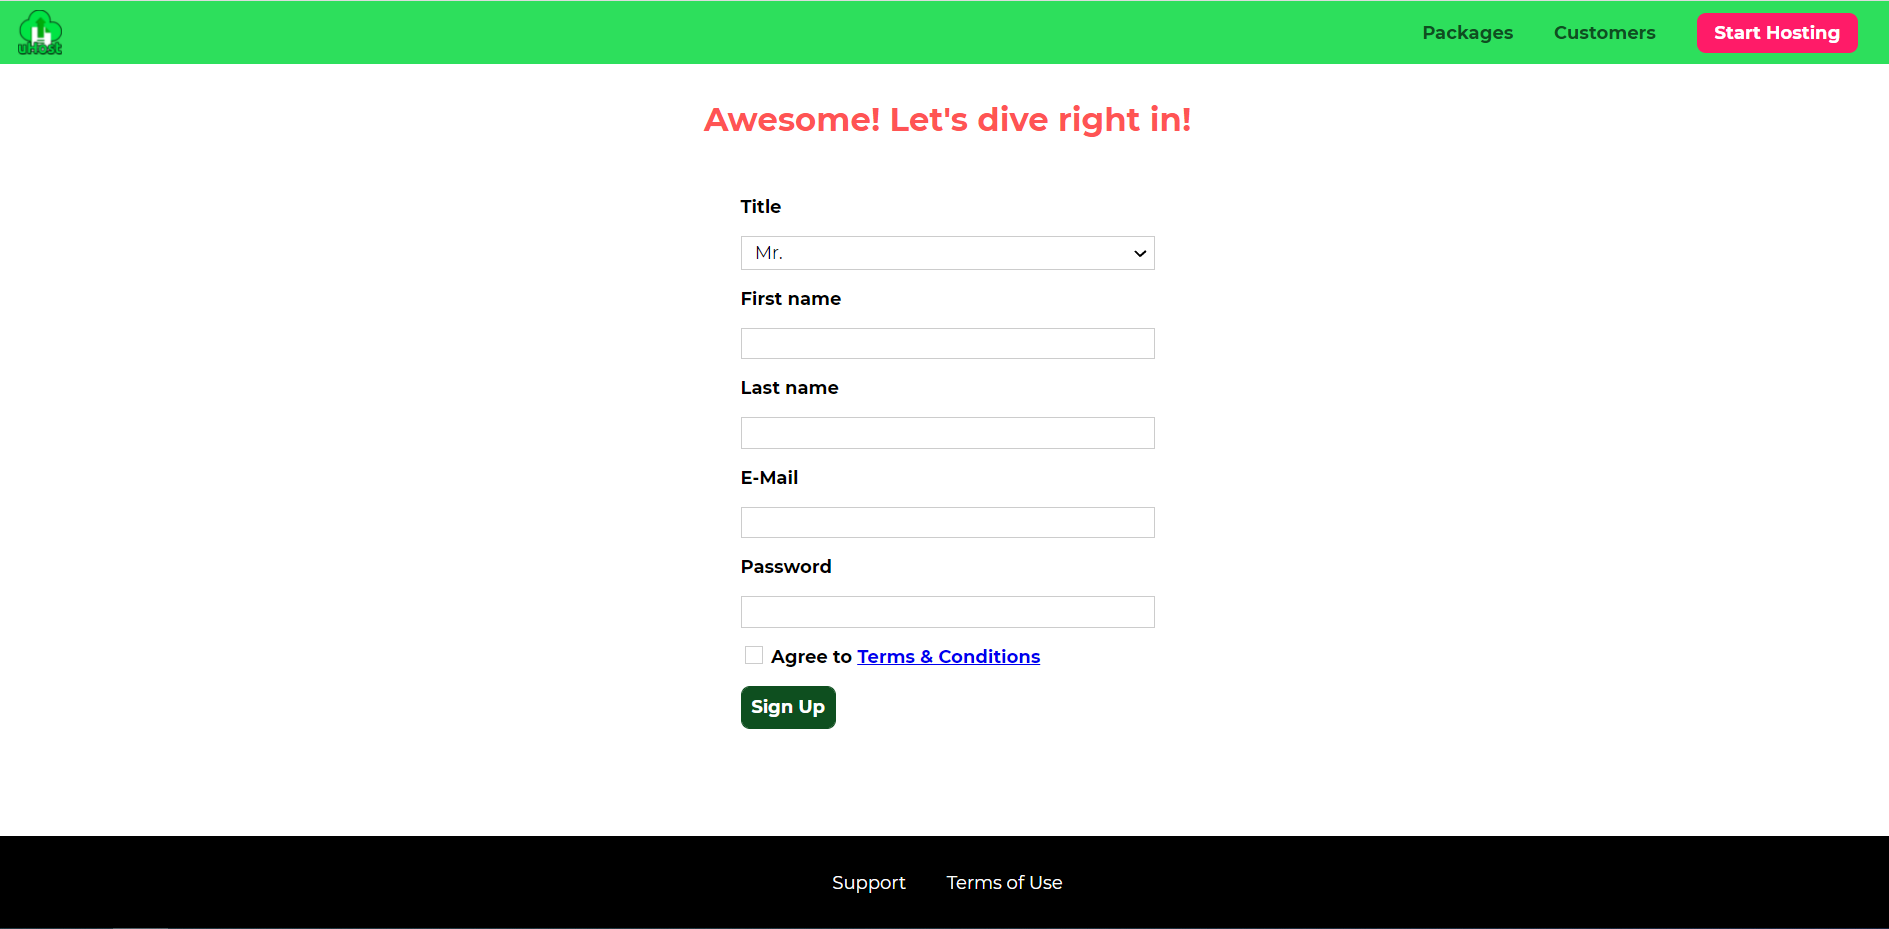 uHost
Packages Customers Start Hosting
Awesome! Let's dive right in!
Title
Mr.
First name
Last name
E-Mail
Password
Agree to Terms & Conditions
Sign Up
Support Terms of Use